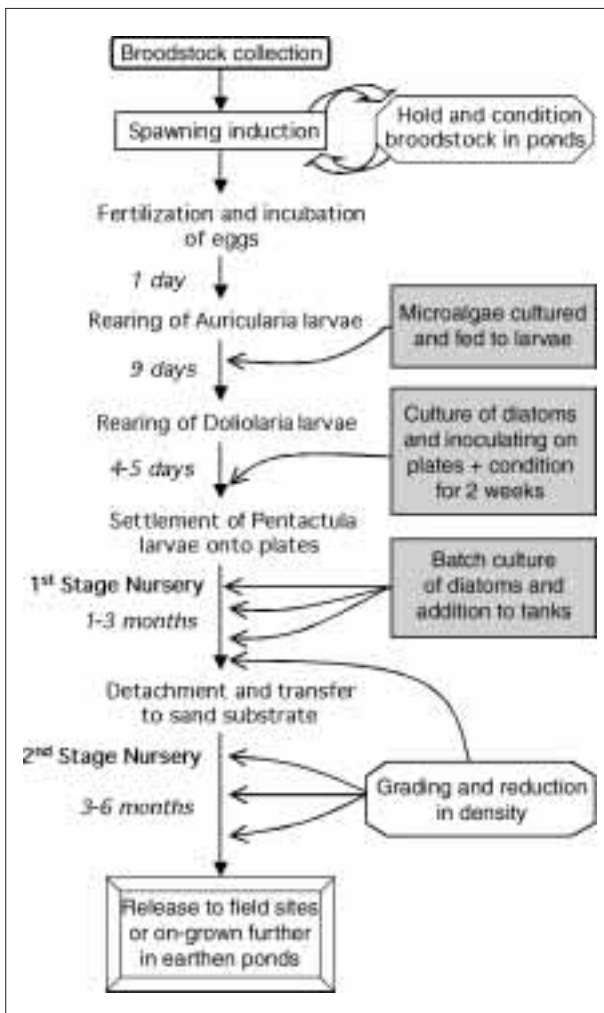 Broodstock collection
Spawning induction
Hold and condition
broodstock in ponds
Fertilization and incubation
of eggs
1 day
Rearing of Auricularia larvae
Microalgae cultured
and fed to larvae
9 days
Rearing of Doliolaria larvae
Culture of diatoms
and inoculating on
plates + condition
for 2 weeks
4-5 days
Settlement of Pentactula
larvae onto plates
1st Stage Nursery
1-3 months
Batch culture
of diatoms and
addition to tanks
Detachment and transfer
to sand substrate
2nd Stage Nursery
3-6 months
Grading and reduction
in density
Release to field sites
or on-grown further
in earthen ponds